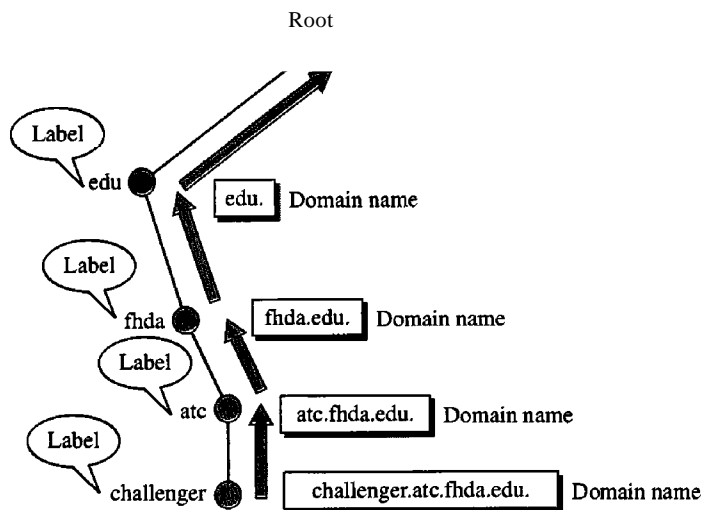 Root
Label
edu
edu.
Domain name
Label
fhda
fhda.edu.
Domain name
Label
atc
atc.fhda.edu.
Domain name
Label
challenger
challenger.atc.fhda.edu.
Domain name